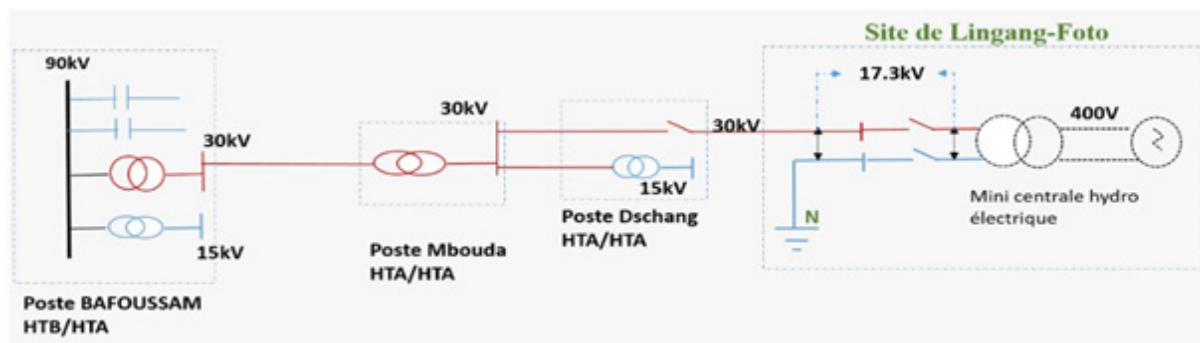 Site de Lingang-Foto
90kV
17.3kV
30kV
30kV
30kV
400V
15kV
15kV
N
Mini centrale hydro
électrique
Poste Dschang
HTA/HTA
Poste Mbouda
HTA/HTA
Poste BAFOUSSAM
HTB/HTA